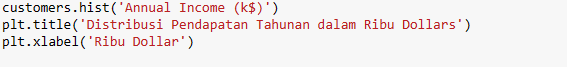 customers.hist('Annual Income (k$)')
plt.title('Distribusi Pendapatan Tahunan dalam Ribu Dollars')
plt.xlabel('Ribu Dollar')